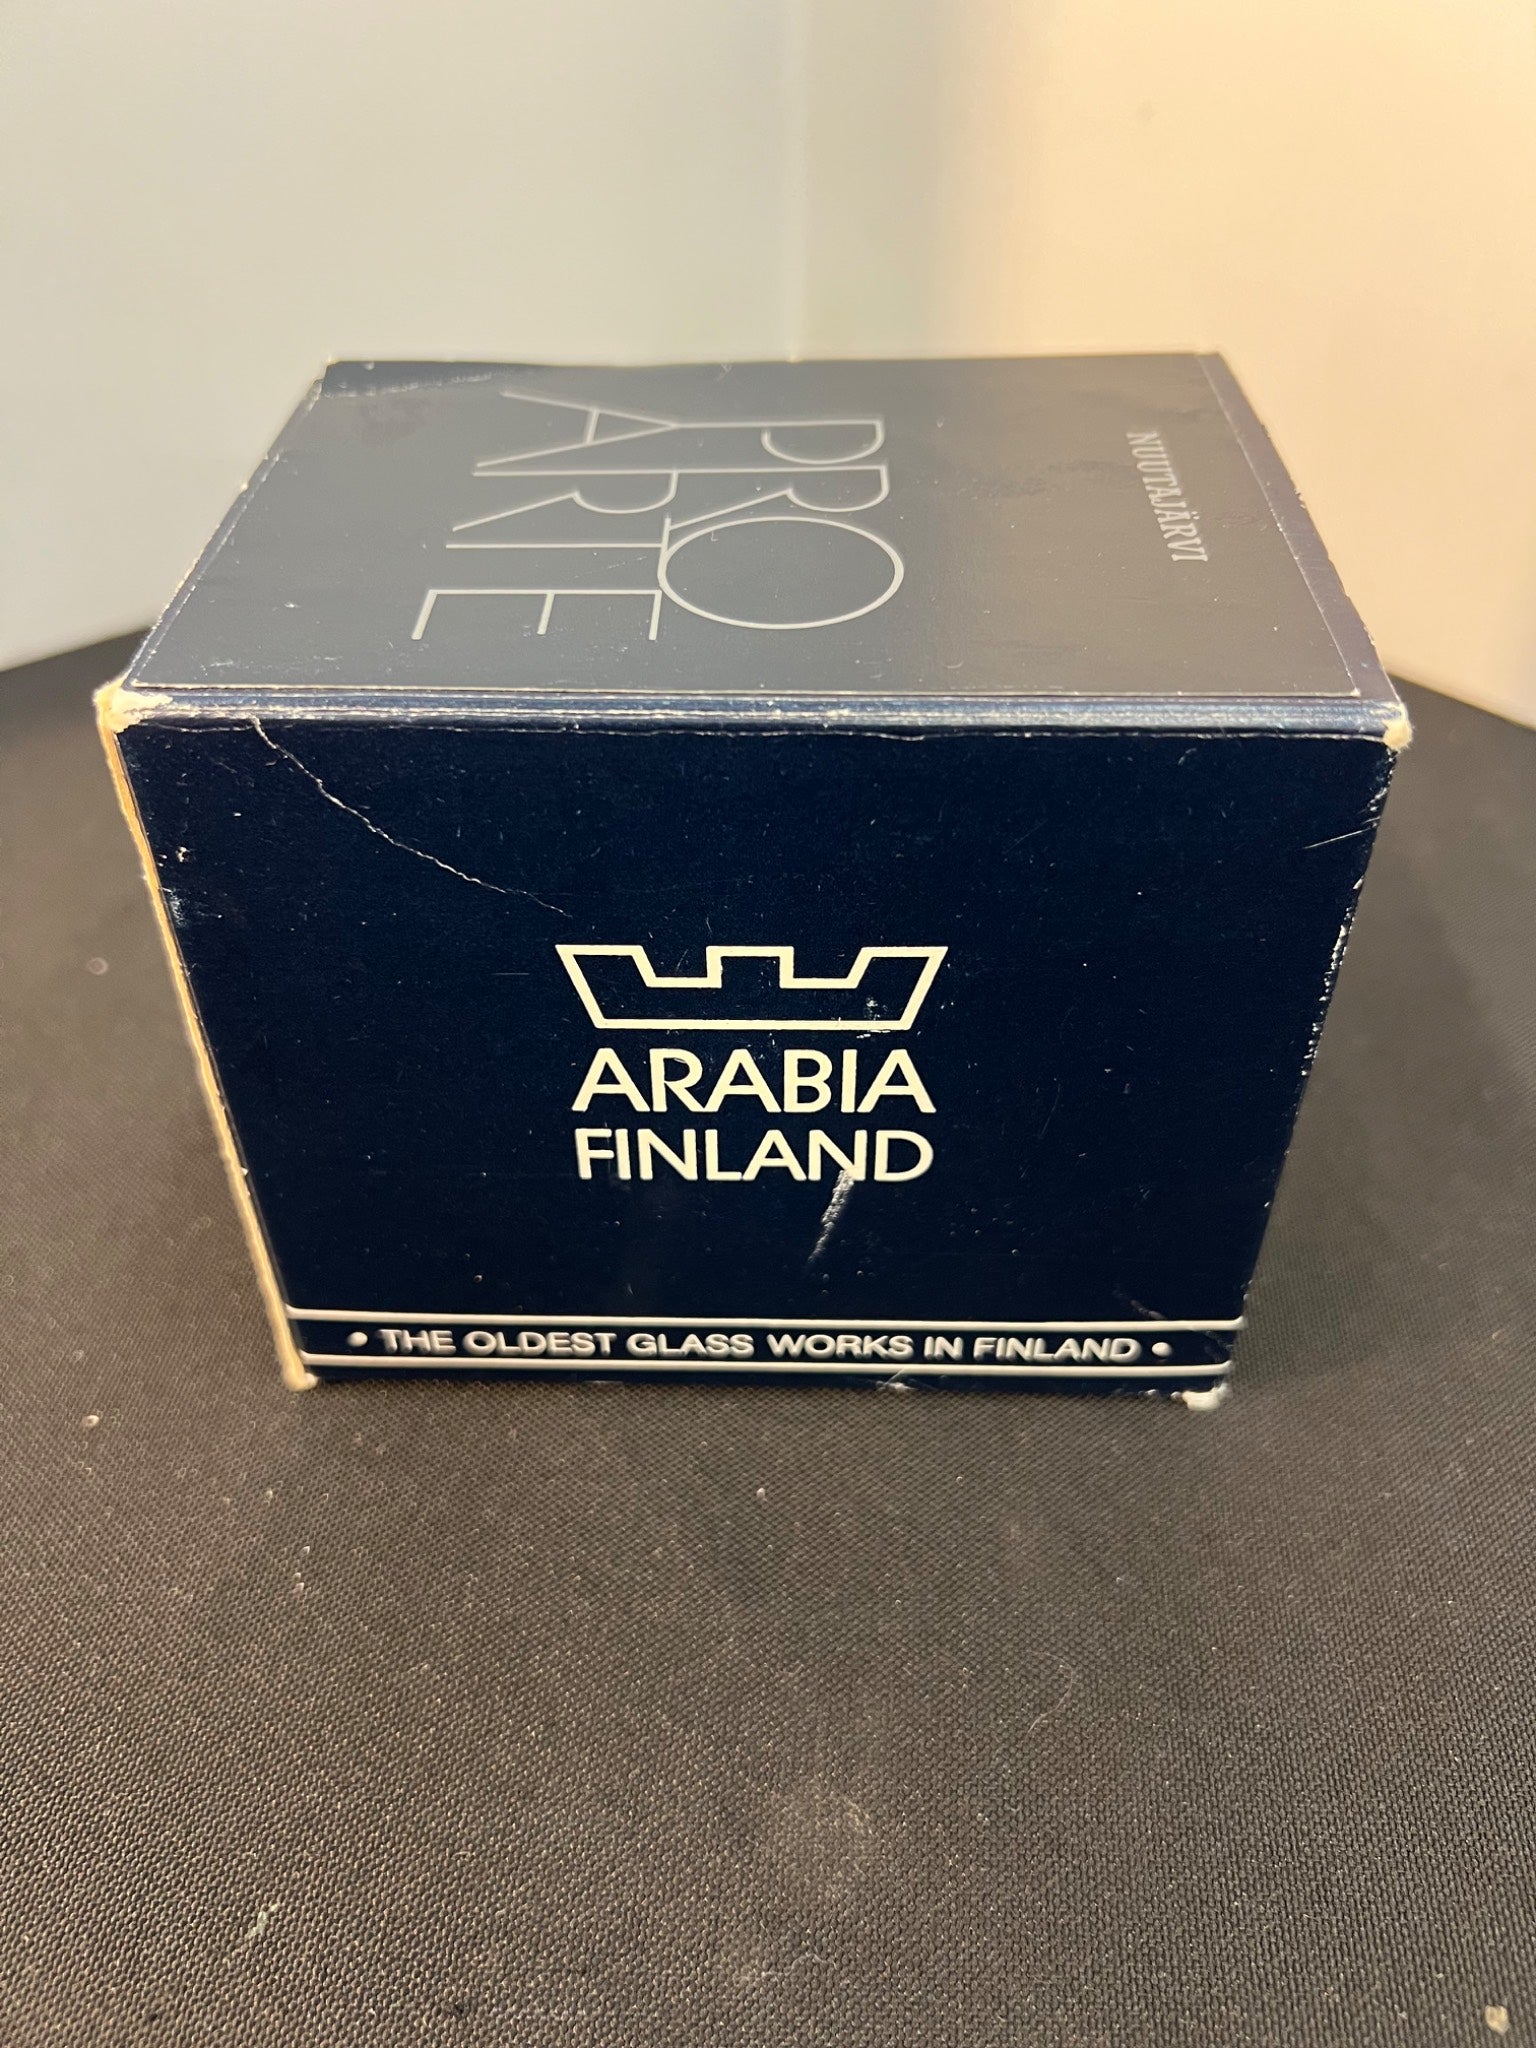 NUUTAJÄRVI
PRO
ARTE
ARABIA
FINLAND
• THE OLDEST GLASS WORKS IN FINLAND •